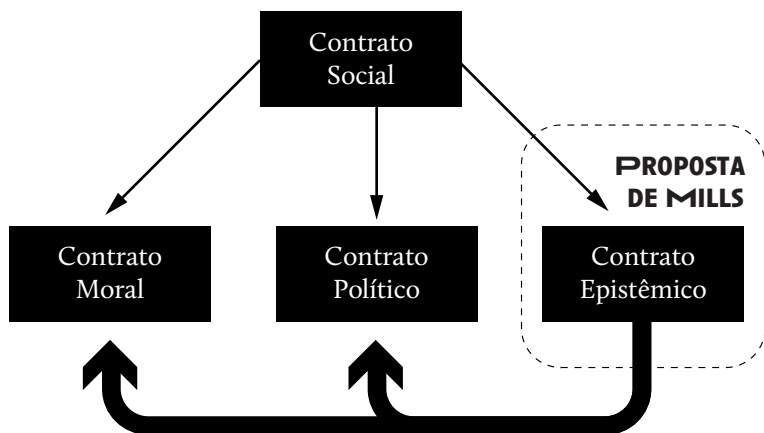 Contrato
Social
PROPOSTA
DE MILLS
Contrato
Moral
Contrato
Político
Contrato
Epistêmico